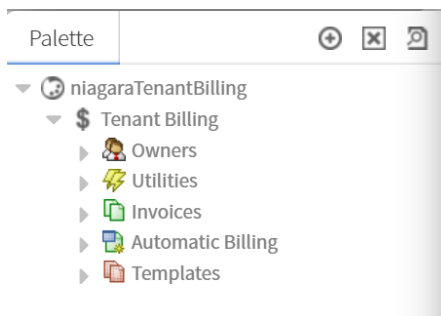 Palette
niagaraTenantBilling
$ Tenant Billing
Owners
Utilities
Invoices
Automatic Billing
Templates